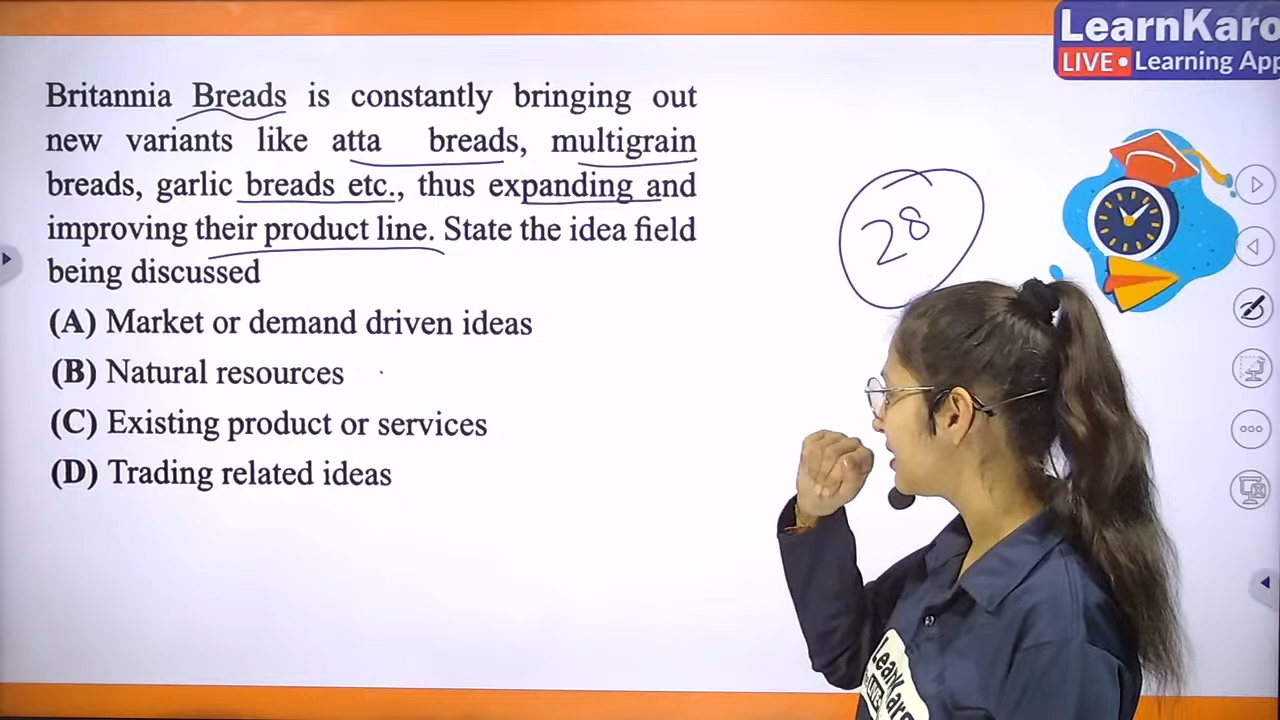 LearnKaro
LIVE • Learning App
Britannia Breads is constantly bringing out
new variants like atta breads, multigrain
breads, garlic breads etc., thus expanding and
improving their product line. State the idea field
being discussed
(A) Market or demand driven ideas
(B) Natural resources
(C) Existing product or services
(D) Trading related ideas
28
LearnKaro